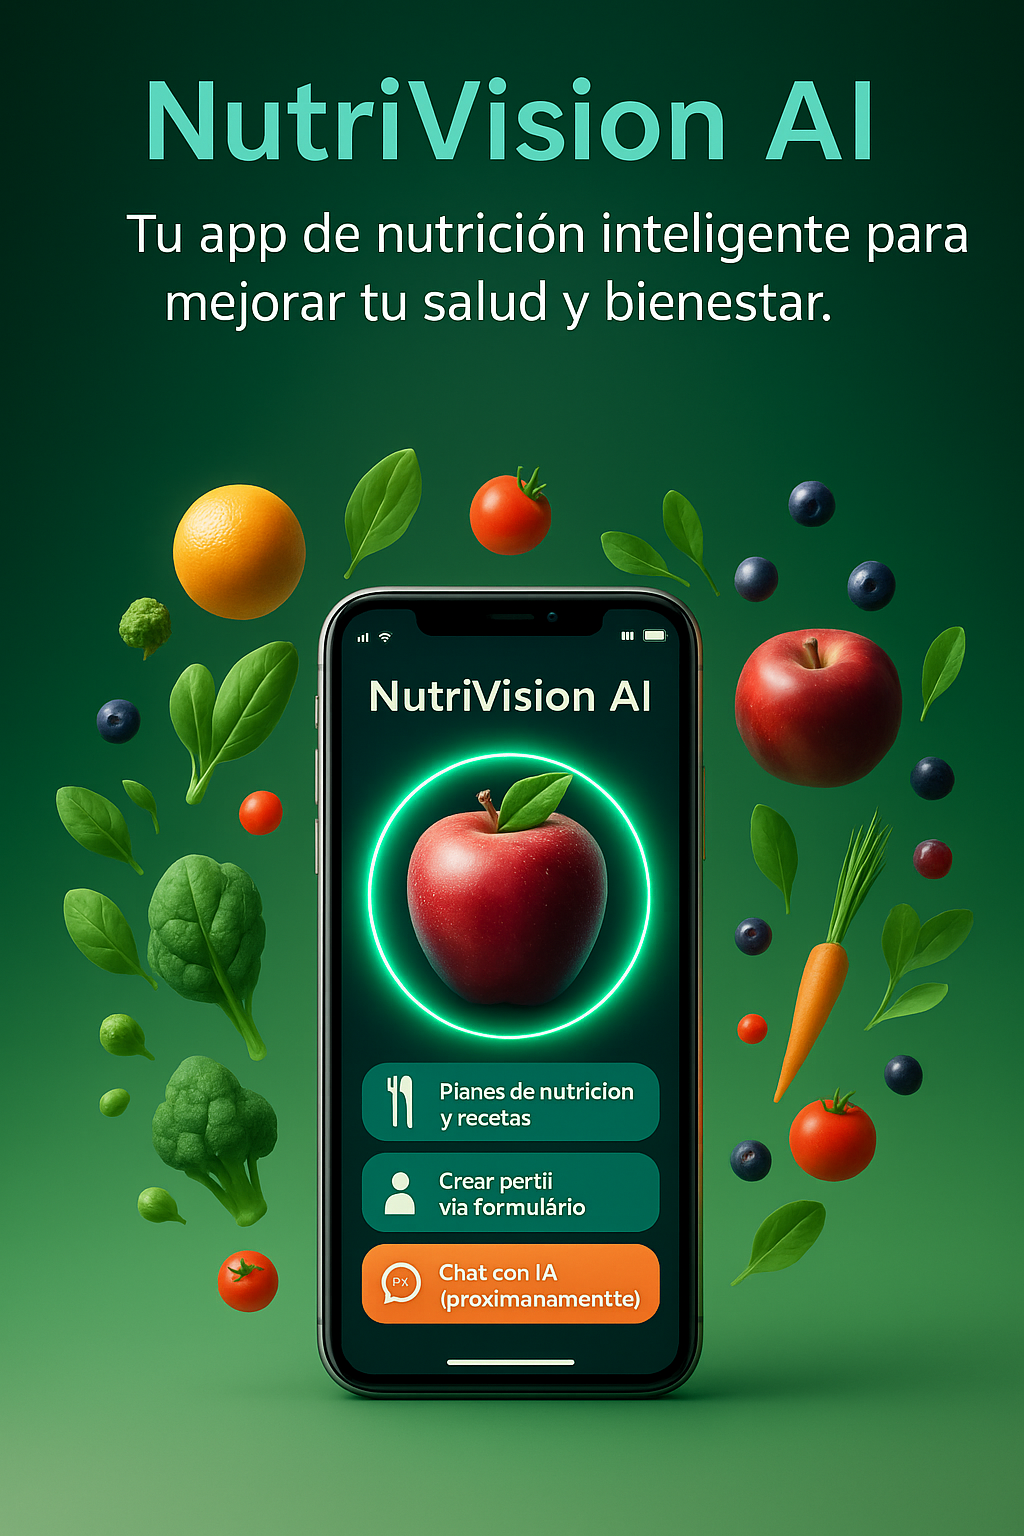 NutriVision AI
Tu app de nutrición inteligente para
mejorar tu salud y bienestar.
NutriVision AI
Pianes de nutricion
y recetas
Crear pertii
via formulário
PX
Chat con IA
(proximanamentte)